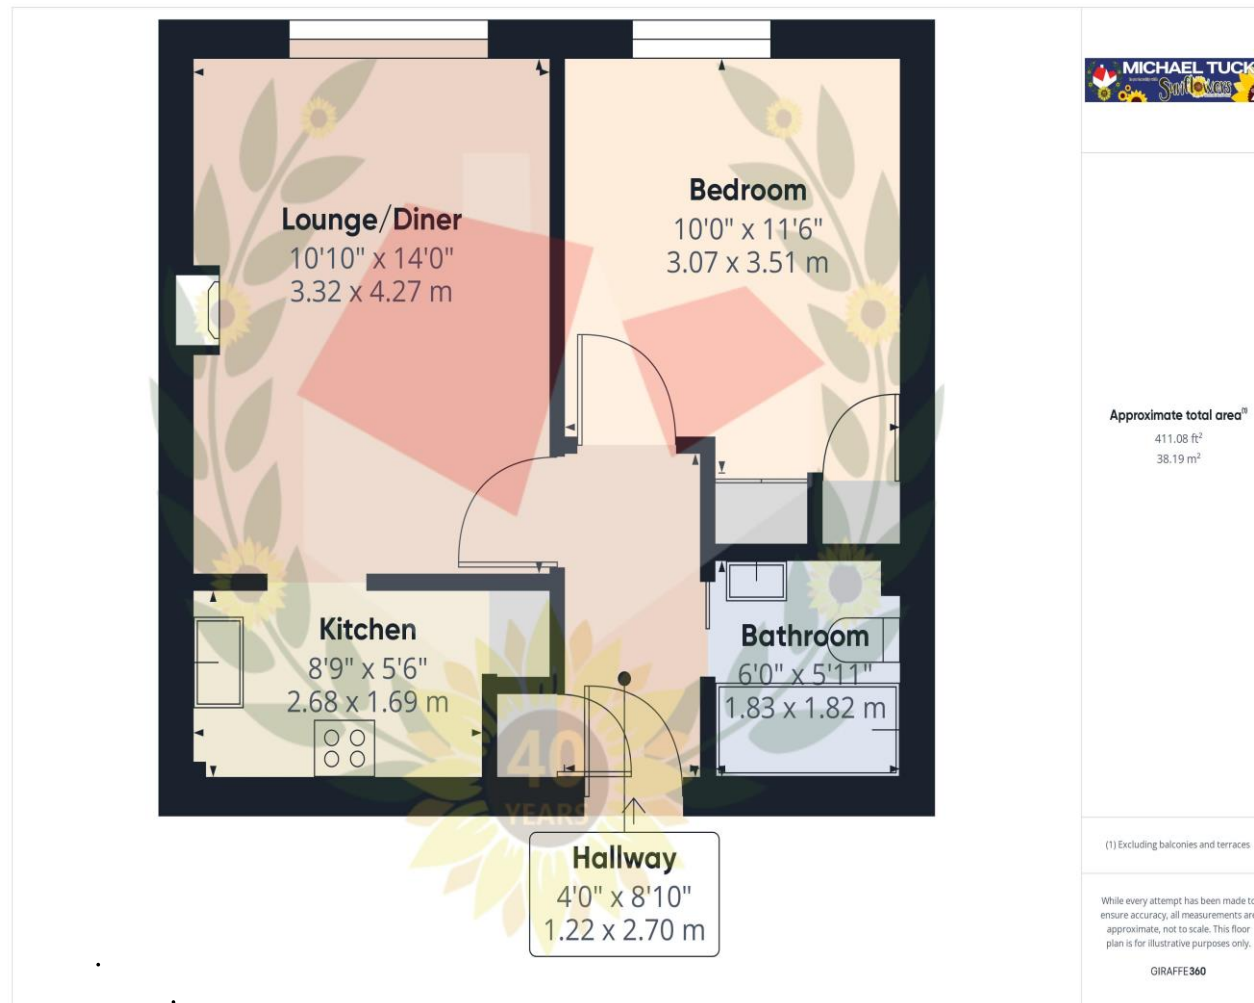 MICHAEL TUCK
Sunflowers
Lounge/Diner
10'10" x 14'0"
3.32 x 4.27 m
Bedroom
10'0" x 11'6"
3.07 x 3.51 m
Approximate total area(1)
411.08 ft²
38.19 m²
Kitchen
8'9" x 5'6"
2.68 x 1.69 m
Bathroom
6'0" x 5'11"
1.83 x 1.82 m
40
YEARS
Hallway
4'0" x 8'10"
1.22 x 2.70 m
(1) Excluding balconies and terraces
While every attempt has been made to
ensure accuracy, all measurements are
approximate, not to scale. This floor
plan is for illustrative purposes only.
GIRAFFE360